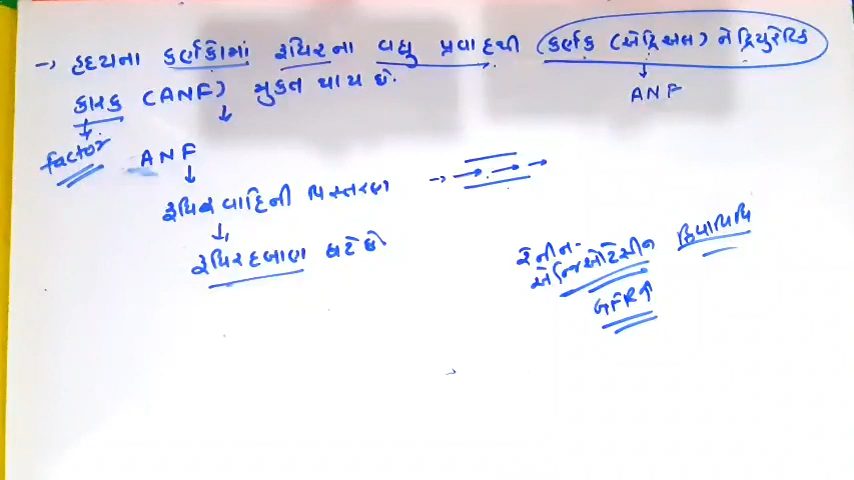 → હૃદયના કર્ણકોમાં રુધિરના વધુ પ્રવાહથી (કર્ણક (એટ્રિઅલ) નેટ્રિયુરેટિક
કારક (ANF) મુક્ત થાય છે.
ANF
factor
ANF
રુધિરવાહિની વિસ્તરણ
રુધિરદબાણ ઘટે છે
રેનીન-
એન્જિઓટેન્સીન ક્રિયાવિધિ
GFR↑